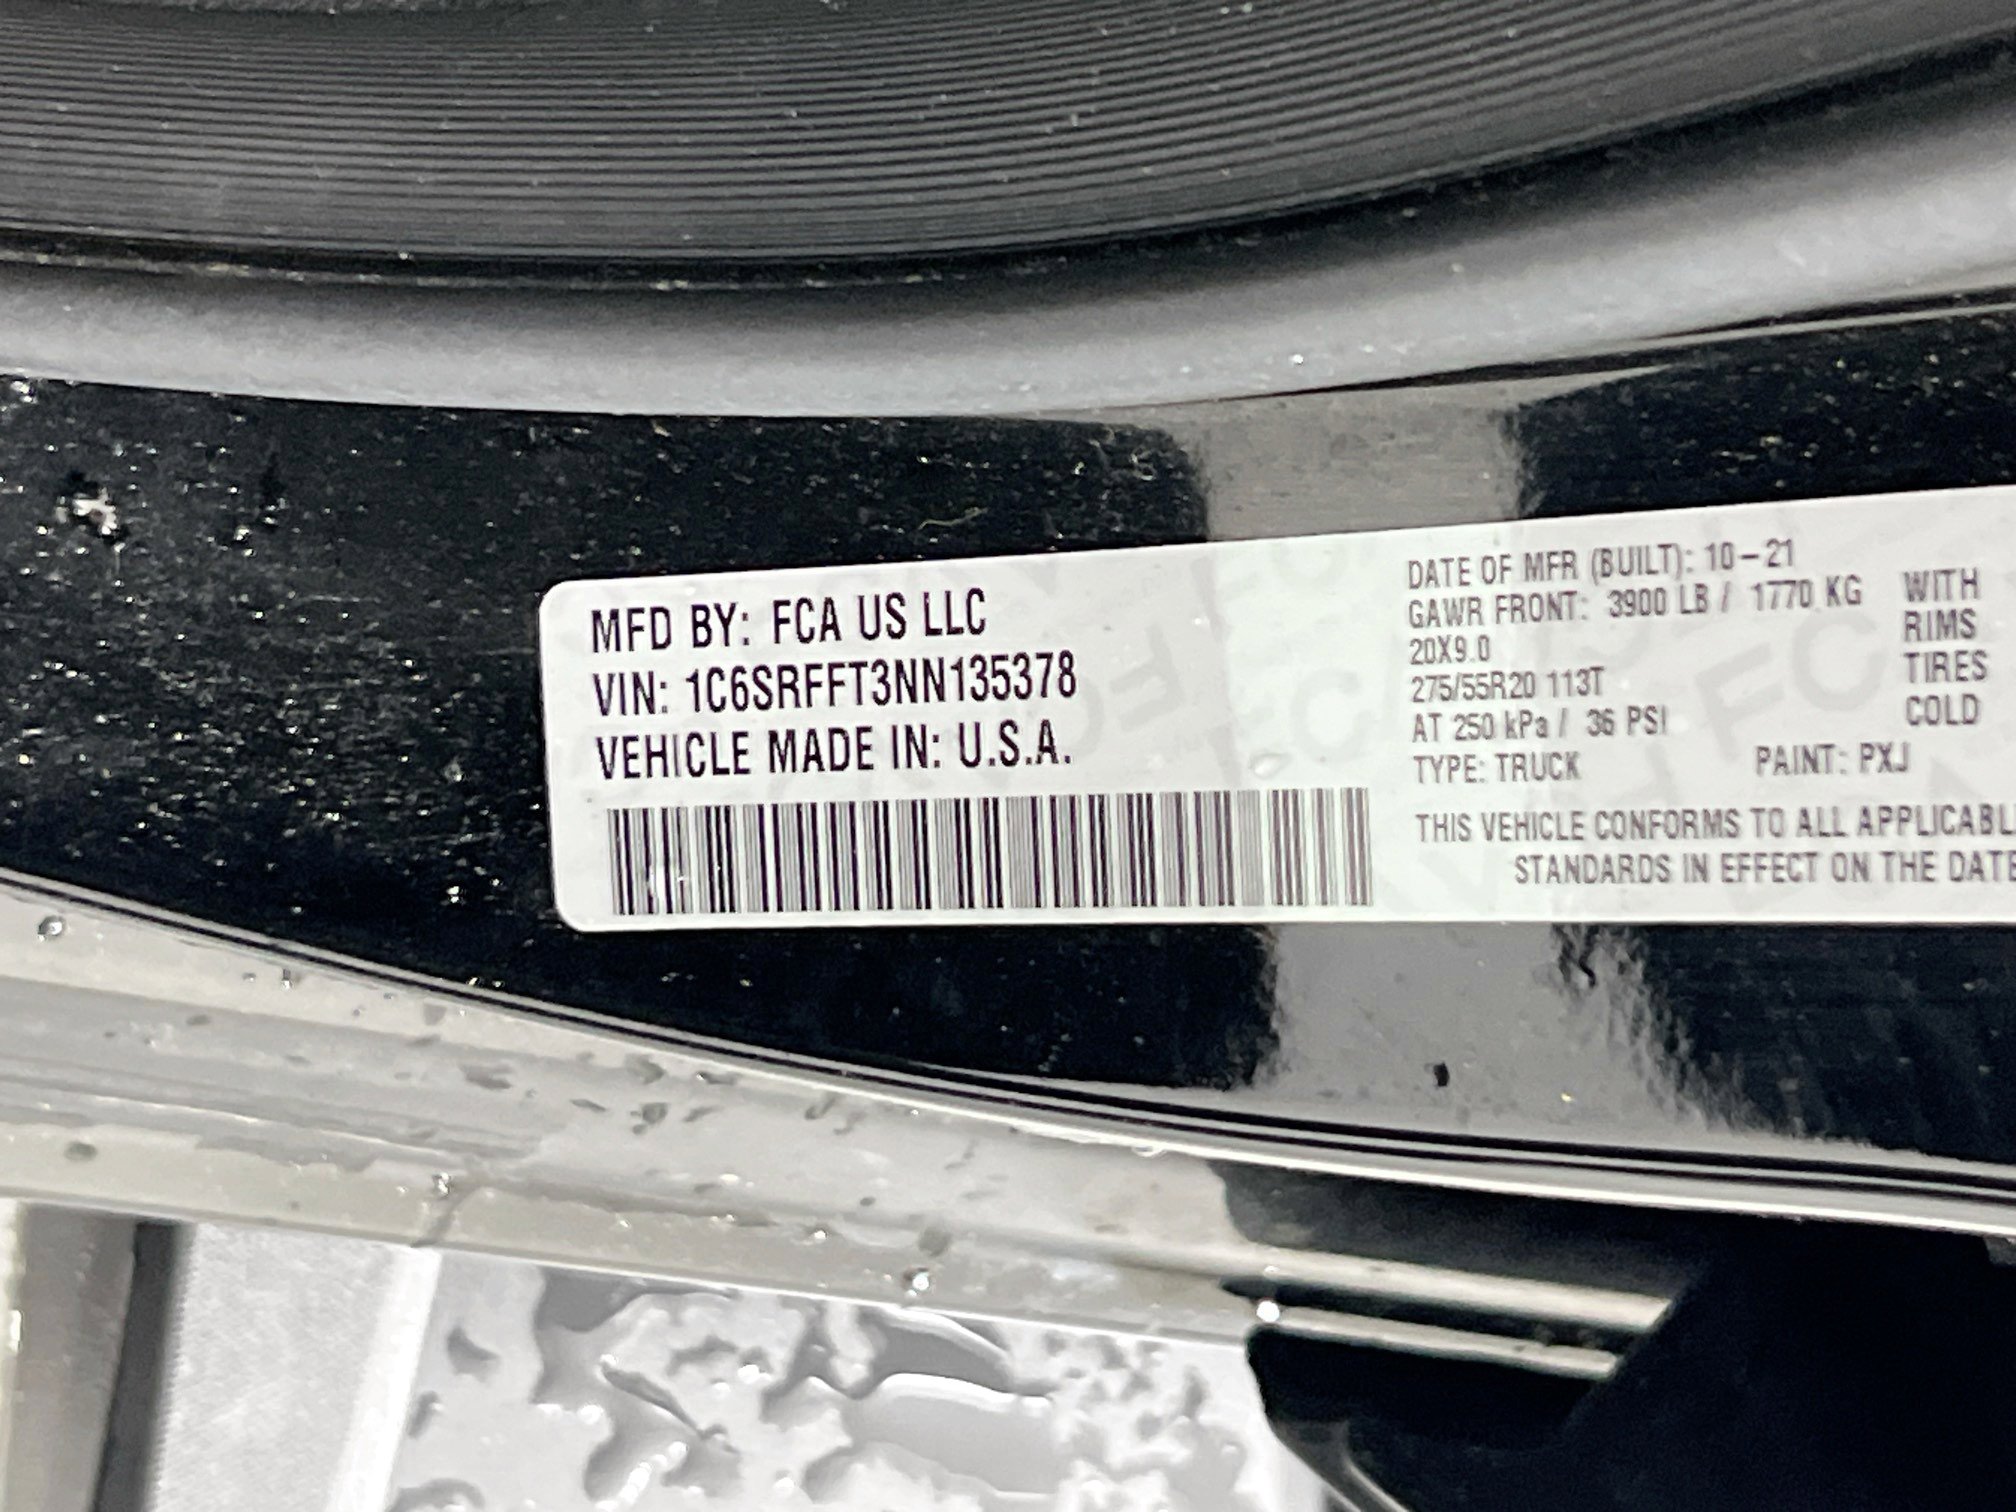 MFD BY: FCA US LLC
VIN: 1C6SRFFT3NN135378
VEHICLE MADE IN: U.S.A.
DATE OF MFR (BUILT): 10-21
GAWR FRONT: 3900 LB / 1770 KG WITH
20X9.0 RIMS
275/55R20 113T TIRES
AT 250 kPa / 36 PSI COLD
TYPE: TRUCK PAINT: PXJ
THIS VEHICLE CONFORMS TO ALL APPLICABL
STANDARDS IN EFFECT ON THE DATE